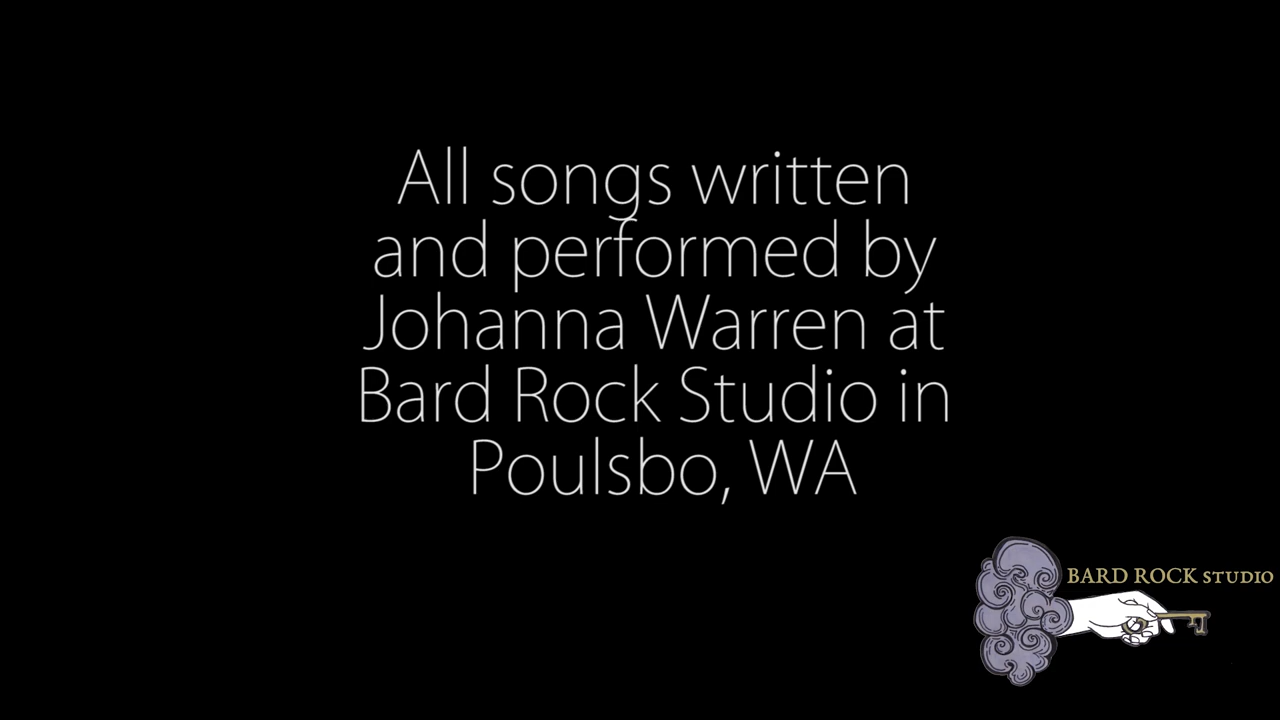 All songs written
and performed by
Johanna Warren at
Bard Rock Studio in
Poulsbo, WA
BARD ROCK STUDIO